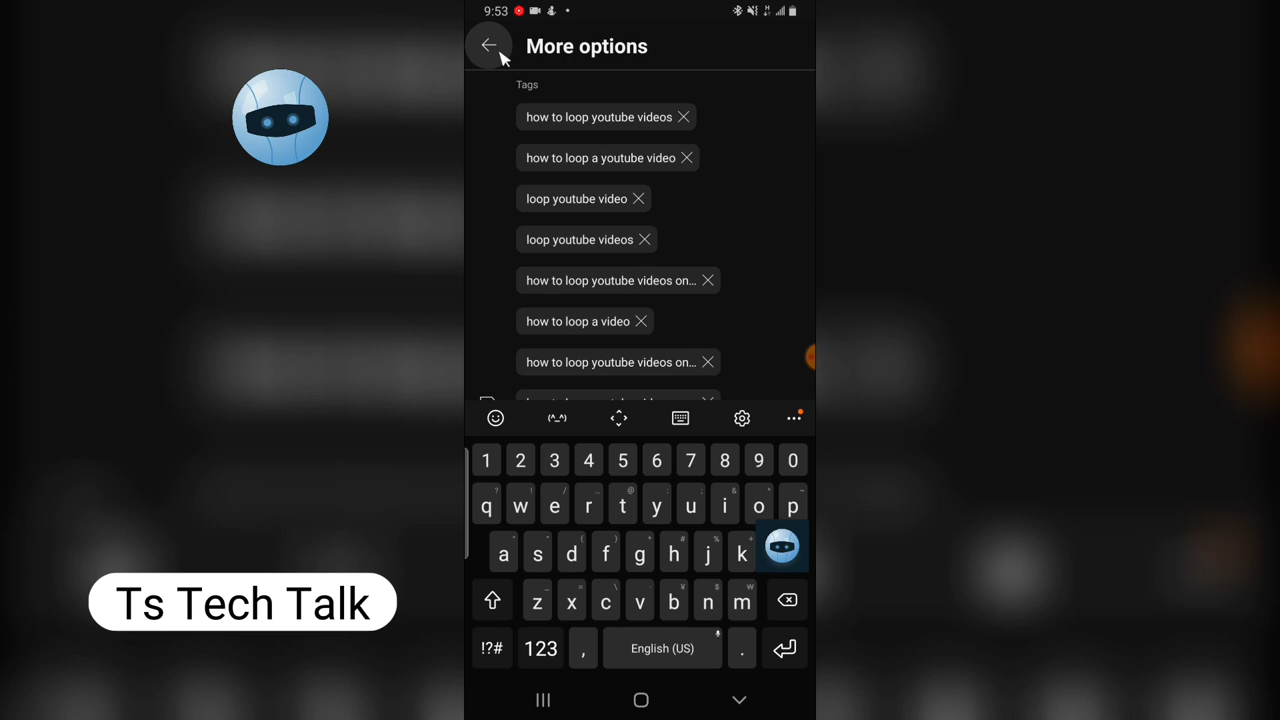 9:53
More options
Tags
how to loop youtube videos
how to loop a youtube video
loop youtube video
loop youtube videos
how to loop youtube videos on...
how to loop a video
how to loop youtube videos on...
(^_^)
1 2 3 4 5 6 7 8 9 0
q w e r t y u i o p
a s d f g h j k
z x c v b n m
!?# 123 , English (US) .
Ts Tech Talk